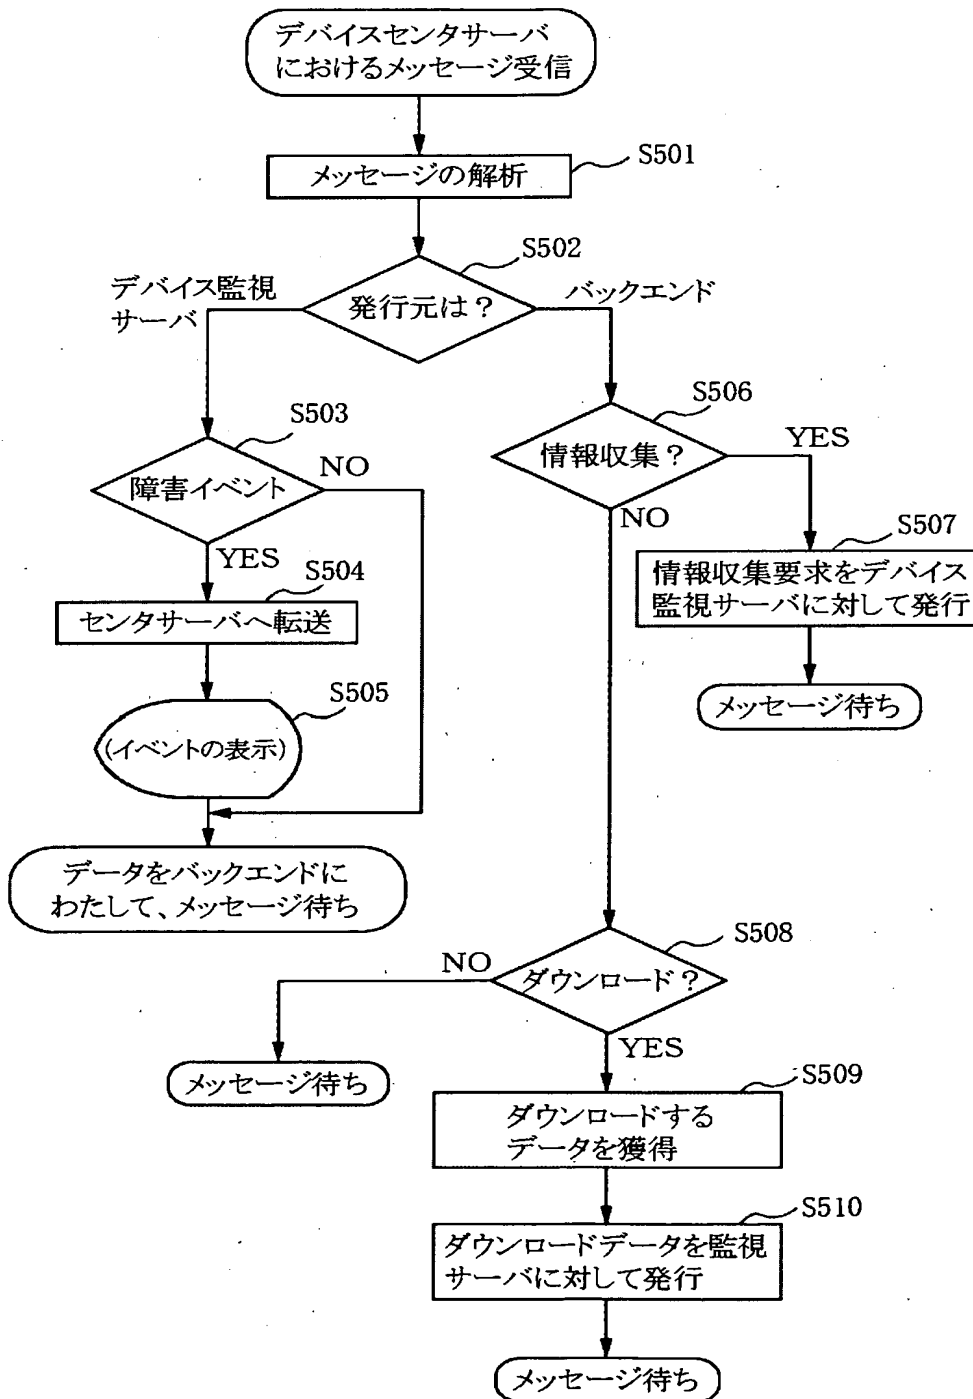 デバイスセンタサーバ
におけるメッセージ受信
S501
メッセージの解析
S502
デバイス監視
サーバ
発行元は？
バックエンド
S503
障害イベント
NO
YES
S504
センタサーバへ転送
S505
(イベントの表示)
データをバックエンドに
わたして、メッセージ待ち
S506
情報収集？
YES
NO
S507
情報収集要求をデバイス
監視サーバに対して発行
メッセージ待ち
S508
ダウンロード？
NO
メッセージ待ち
YES
S509
ダウンロードする
データを獲得
S510
ダウンロードデータを監視
サーバに対して発行
メッセージ待ち